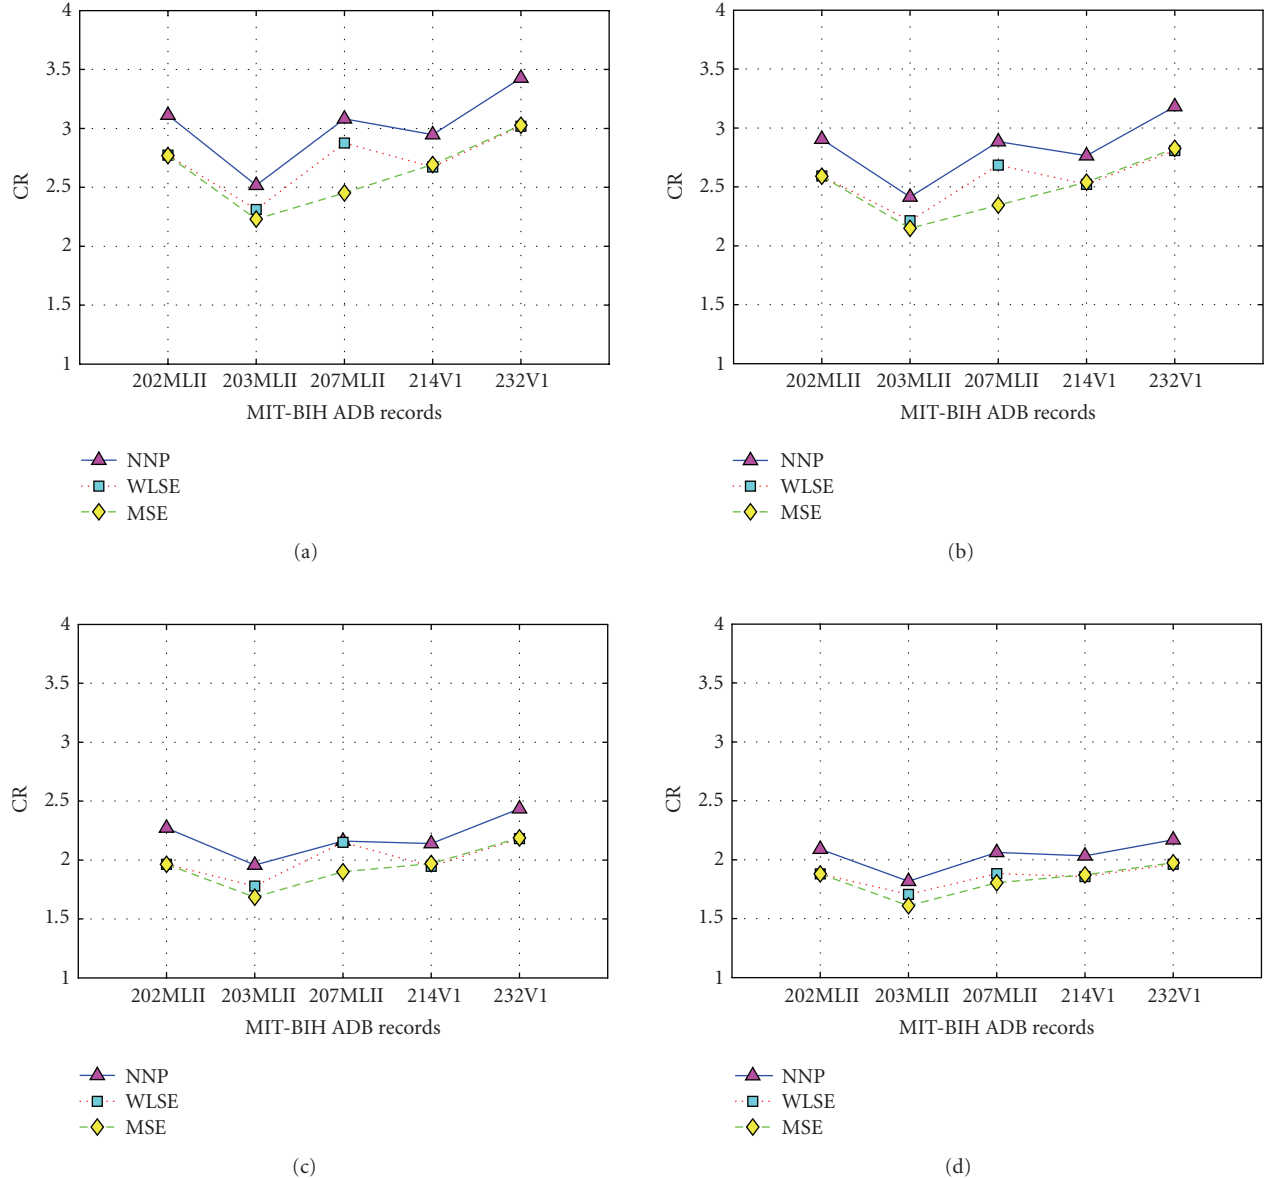 4
3.5
3
2.5
2
1.5
1
CR
202MLII 203MLII 207MLII 214V1 232V1
MIT-BIH ADB records
NNP
WLSE
MSE
(a)
4
3.5
3
2.5
2
1.5
1
CR
202MLII 203MLII 207MLII 214V1 232V1
MIT-BIH ADB records
NNP
WLSE
MSE
(b)
4
3.5
3
2.5
2
1.5
1
CR
202MLII 203MLII 207MLII 214V1 232V1
MIT-BIH ADB records
NNP
WLSE
MSE
(c)
4
3.5
3
2.5
2
1.5
1
CR
202MLII 203MLII 207MLII 214V1 232V1
MIT-BIH ADB records
NNP
WLSE
MSE
(d)